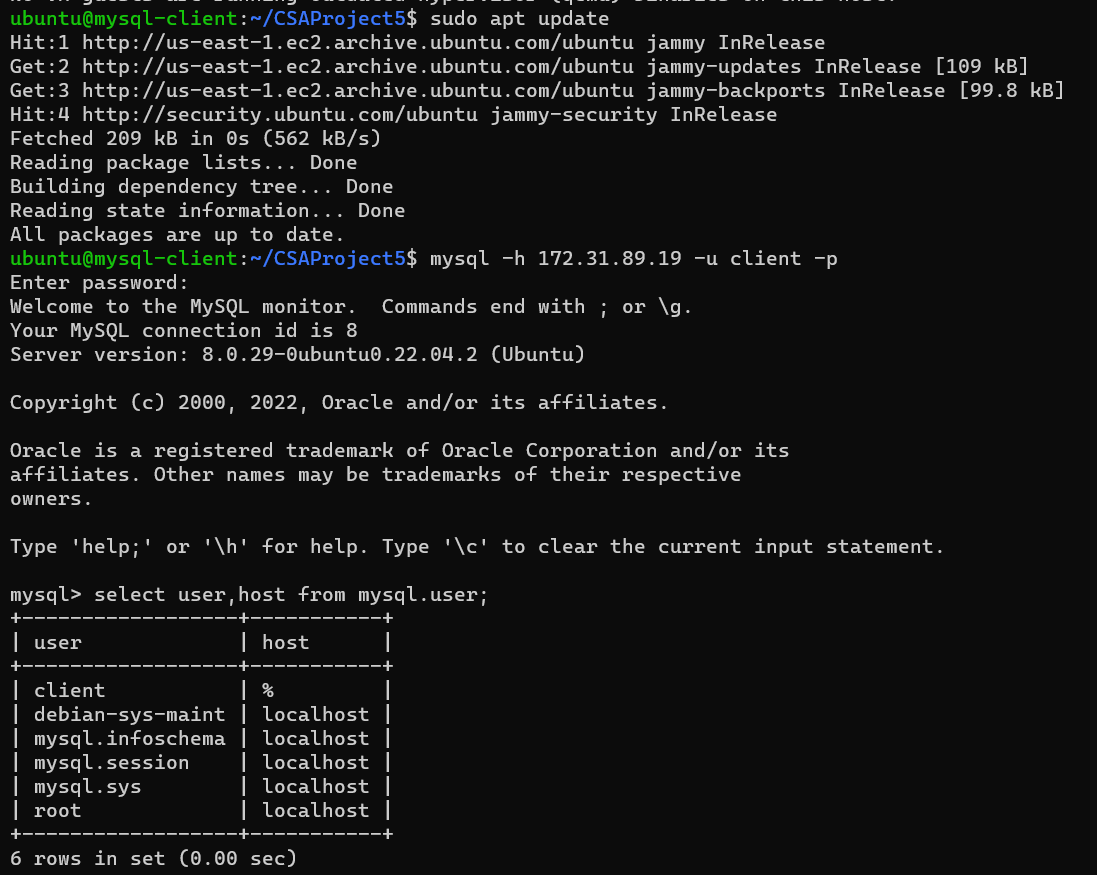 ubuntu@mysql-client:~/CSAProject5$ sudo apt update
Hit:1 http://us-east-1.ec2.archive.ubuntu.com/ubuntu jammy InRelease
Get:2 http://us-east-1.ec2.archive.ubuntu.com/ubuntu jammy-updates InRelease [109 kB]
Get:3 http://us-east-1.ec2.archive.ubuntu.com/ubuntu jammy-backports InRelease [99.8 kB]
Hit:4 http://security.ubuntu.com/ubuntu jammy-security InRelease
Fetched 209 kB in 0s (562 kB/s)
Reading package lists... Done
Building dependency tree... Done
Reading state information... Done
All packages are up to date.
ubuntu@mysql-client:~/CSAProject5$ mysql -h 172.31.89.19 -u client -p
Enter password:
Welcome to the MySQL monitor.  Commands end with ; or \g.
Your MySQL connection id is 8
Server version: 8.0.29-0ubuntu0.22.04.2 (Ubuntu)
Copyright (c) 2000, 2022, Oracle and/or its affiliates.
Oracle is a registered trademark of Oracle Corporation and/or its
affiliates. Other names may be trademarks of their respective
owners.
Type 'help;' or '\h' for help. Type '\c' to clear the current input statement.
mysql> select user,host from mysql.user;
+------------------+-----------+
| user             | host      |
+------------------+-----------+
| client           | %         |
| debian-sys-maint | localhost |
| mysql.infoschema | localhost |
| mysql.session    | localhost |
| mysql.sys        | localhost |
| root             | localhost |
+------------------+-----------+
6 rows in set (0.00 sec)